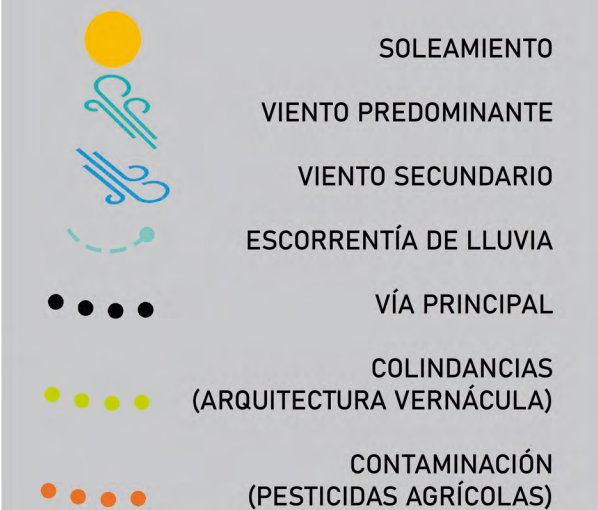 SOLEAMIENTO
VIENTO PREDOMINANTE
VIENTO SECUNDARIO
ESCORRENTÍA DE LLUVIA
VÍA PRINCIPAL
COLINDANCIAS
(ARQUITECTURA VERNÁCULA)
CONTAMINACIÓN
(PESTICIDAS AGRÍCOLAS)